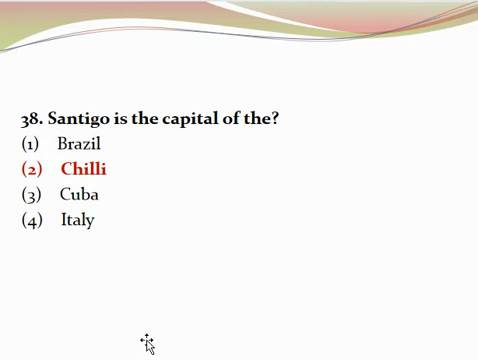 38. Santigo is the capital of the?
(1) Brazil
(2) Chilli
(3) Cuba
(4) Italy